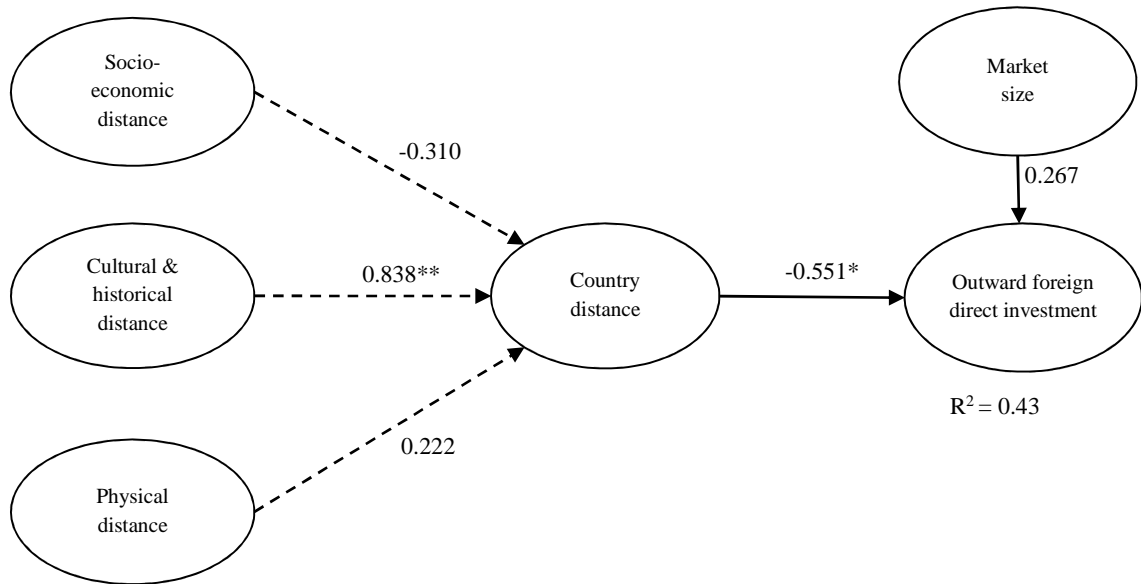 Socio-
economic
distance
Market
size
-0.310
0.267
Cultural &
historical
distance
0.838**
Country
distance
-0.551*
Outward foreign
direct investment
R² = 0.43
0.222
Physical
distance